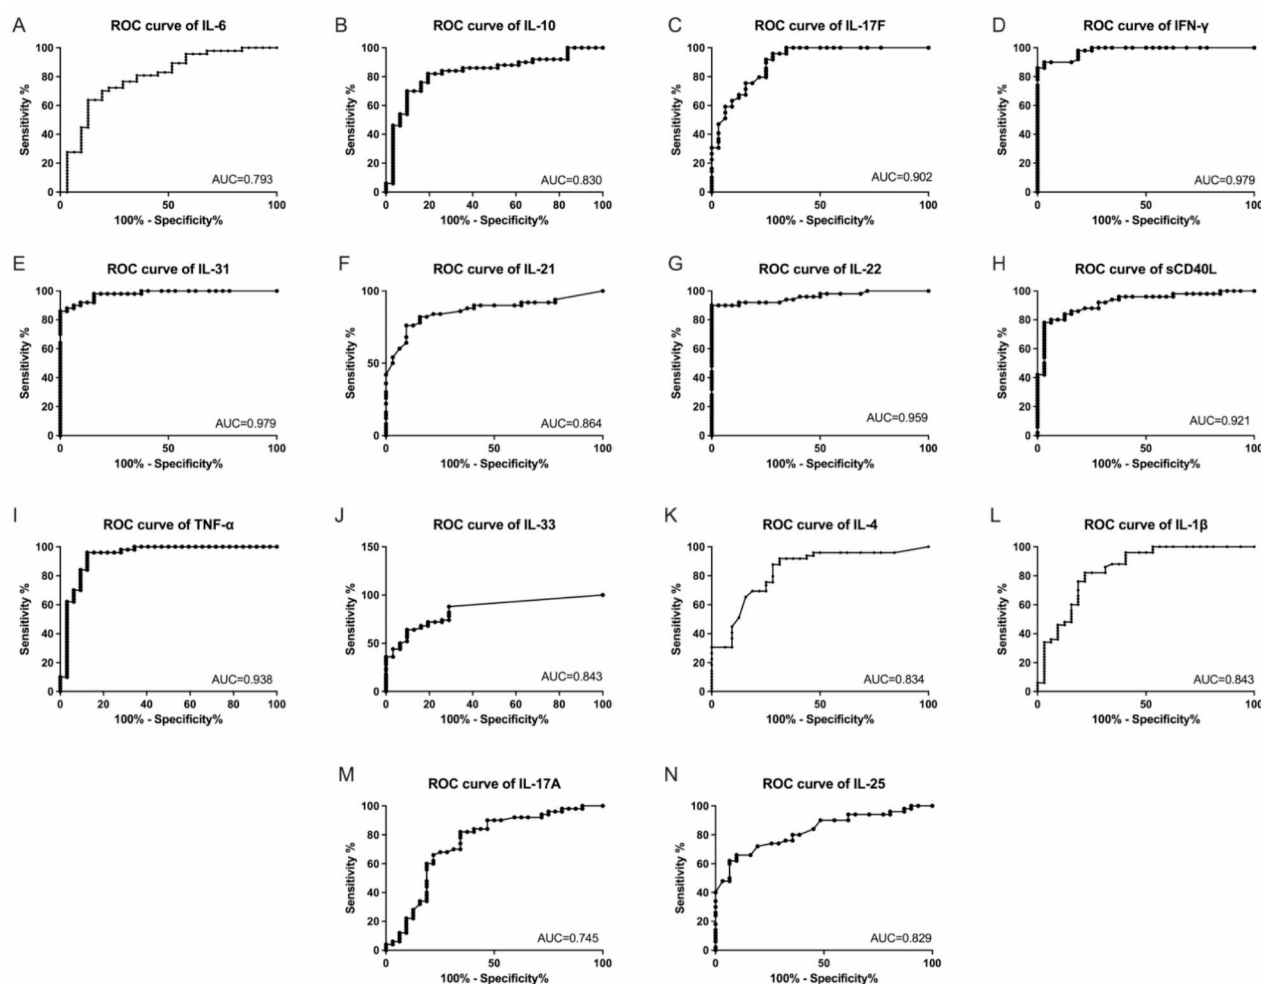 A
ROC curve of IL-6
100
80
60
40
20
0
Sensitivity %
AUC=0.793
0
50
100
100% - Specificity%
B
ROC curve of IL-10
100
80
60
40
20
0
Sensitivity %
AUC=0.830
0 20 40 60 80 100
100% - Specificity%
C
ROC curve of IL-17F
100
80
60
40
20
0
Sensitivity %
AUC=0.902
0 50 100
100% - Specificity%
D
ROC curve of IFN-γ
100
80
60
40
20
0
Sensitivity %
AUC=0.979
0 50 100
100% - Specificity%
E
ROC curve of IL-31
100
80
60
40
20
0
Sensitivity %
AUC=0.979
0 50 100
100% - Specificity%
F
ROC curve of IL-21
100
50
0
Sensitivity %
AUC=0.864
0 20 40 60 80 100
100% - Specificity%
G
ROC curve of IL-22
100
80
60
40
20
0
Sensitivity %
AUC=0.959
0 50 100
100% - Specificity%
H
ROC curve of sCD40L
100
80
60
40
20
0
Sensitivity %
AUC=0.921
0 50 100
100% - Specificity%
I
ROC curve of TNF-α
100
80
60
40
20
0
Sensitivity %
AUC=0.938
0 20 40 60 80 100
100% - Specificity%
J
ROC curve of IL-33
150
100
50
0
Sensitivity %
AUC=0.843
0 20 40 60 80 100
100% - Specificity%
K
ROC curve of IL-4
100
80
60
40
20
0
Sensitivity %
AUC=0.834
0 50 100
100% - Specificity%
L
ROC curve of IL-1β
100
80
60
40
20
0
Sensitivity %
AUC=0.843
0 50 100
100% - Specificity%
M
ROC curve of IL-17A
100
80
60
40
20
0
Sensitivity %
AUC=0.745
0 50 100
100% - Specificity%
N
ROC curve of IL-25
100
80
60
40
20
0
Sensitivity %
AUC=0.829
0 50 100
100% - Specificity%